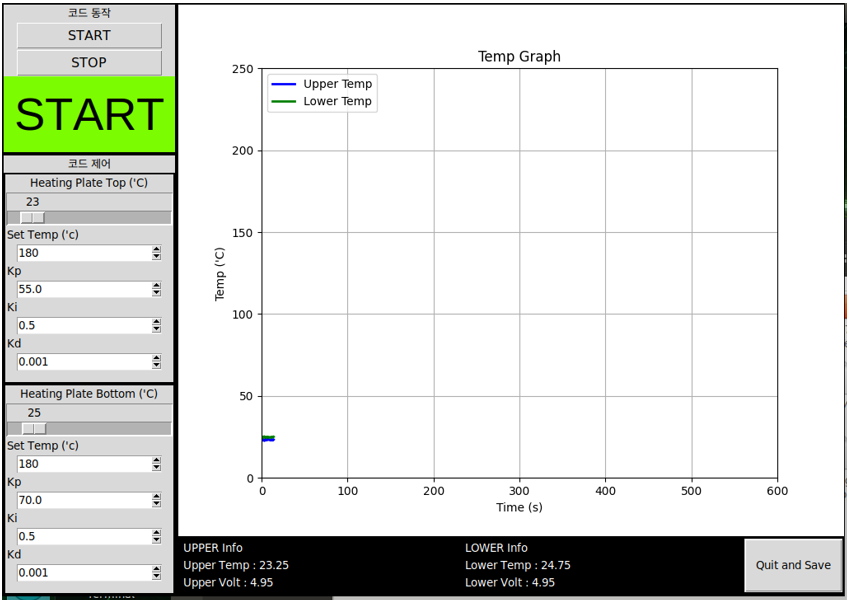 코드 동작
START
STOP
START
코드 제어
Heating Plate Top ('C)
23
Set Temp ('c)
180
Kp
55.0
Ki
0.5
Kd
0.001
Heating Plate Bottom ('C)
25
Set Temp ('c)
180
Kp
70.0
Ki
0.5
Kd
0.001
Temp Graph
Upper Temp
Lower Temp
Temp ('C)
250
200
150
100
50
0
0 100 200 300 400 500 600
Time (s)
UPPER Info
Upper Temp : 23.25
Upper Volt : 4.95
LOWER Info
Lower Temp : 24.75
Lower Volt : 4.95
Quit and Save